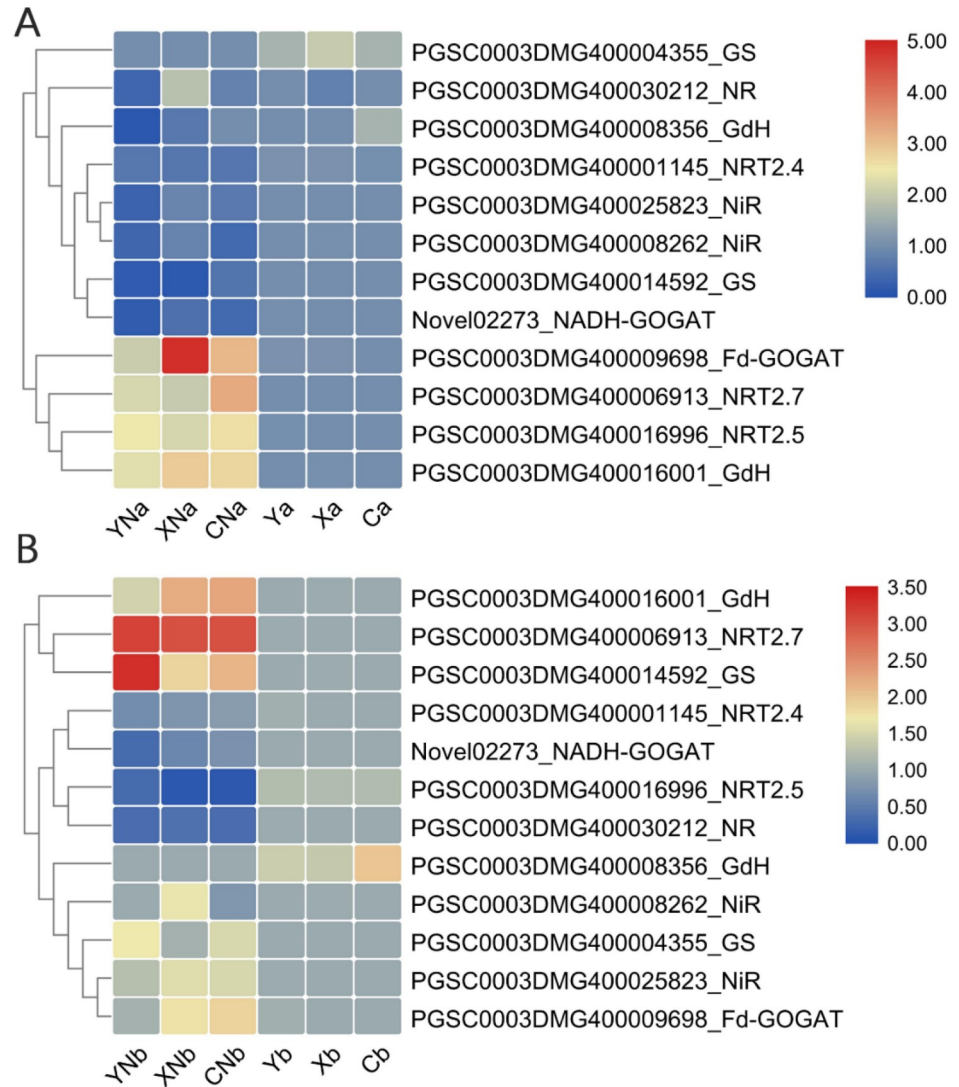 A
PGSC0003DMG400004355_GS
PGSC0003DMG400030212_NR
PGSC0003DMG400008356_GdH
PGSC0003DMG400001145_NRT2.4
PGSC0003DMG400025823_NiR
PGSC0003DMG400008262_NiR
PGSC0003DMG400014592_GS
Novel02273_NADH-GOGAT
PGSC0003DMG400009698_Fd-GOGAT
PGSC0003DMG400006913_NRT2.7
PGSC0003DMG400016996_NRT2.5
PGSC0003DMG400016001_GdH
5.00
4.00
3.00
2.00
1.00
0.00
YNa XNa CNa Ya Xa Ca
B
PGSC0003DMG400016001_GdH
PGSC0003DMG400006913_NRT2.7
PGSC0003DMG400014592_GS
PGSC0003DMG400001145_NRT2.4
Novel02273_NADH-GOGAT
PGSC0003DMG400016996_NRT2.5
PGSC0003DMG400030212_NR
PGSC0003DMG400008356_GdH
PGSC0003DMG400008262_NiR
PGSC0003DMG400004355_GS
PGSC0003DMG400025823_NiR
PGSC0003DMG400009698_Fd-GOGAT
3.50
3.00
2.50
2.00
1.50
1.00
0.50
0.00
YNb XNb CNb Yb Xb Cb